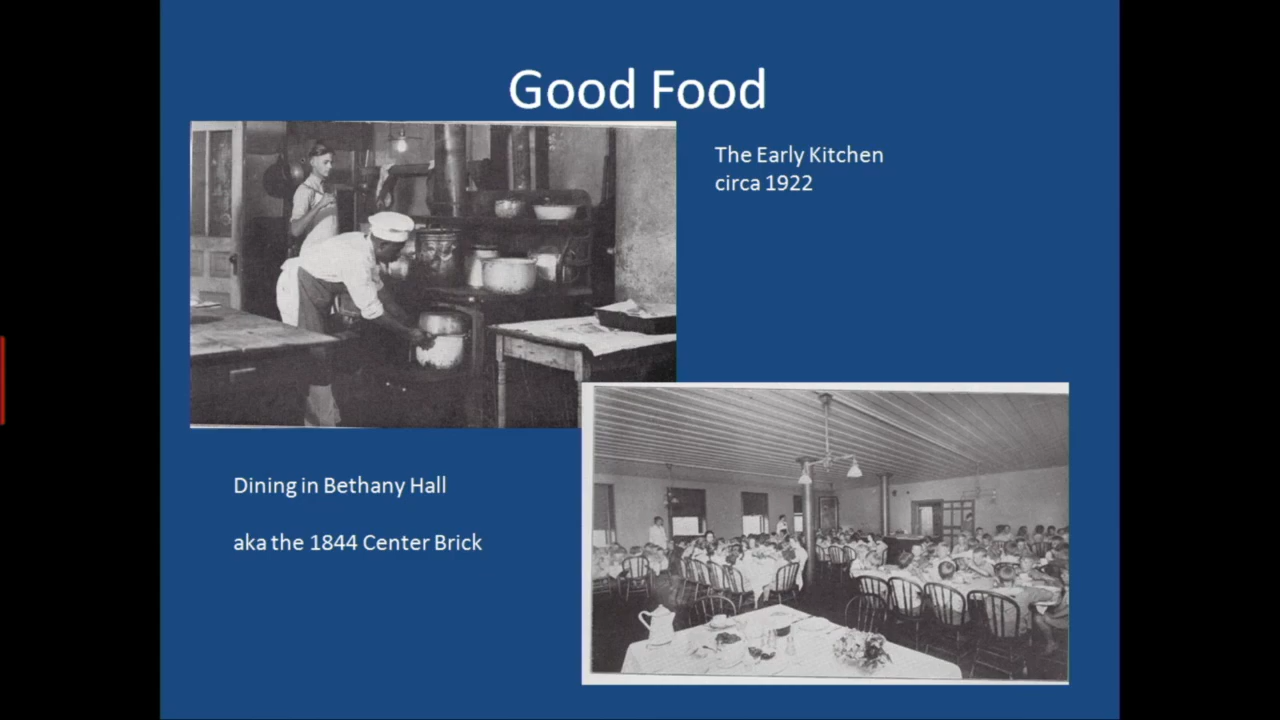 Good Food
The Early Kitchen
circa 1922
Dining in Bethany Hall
aka the 1844 Center Brick